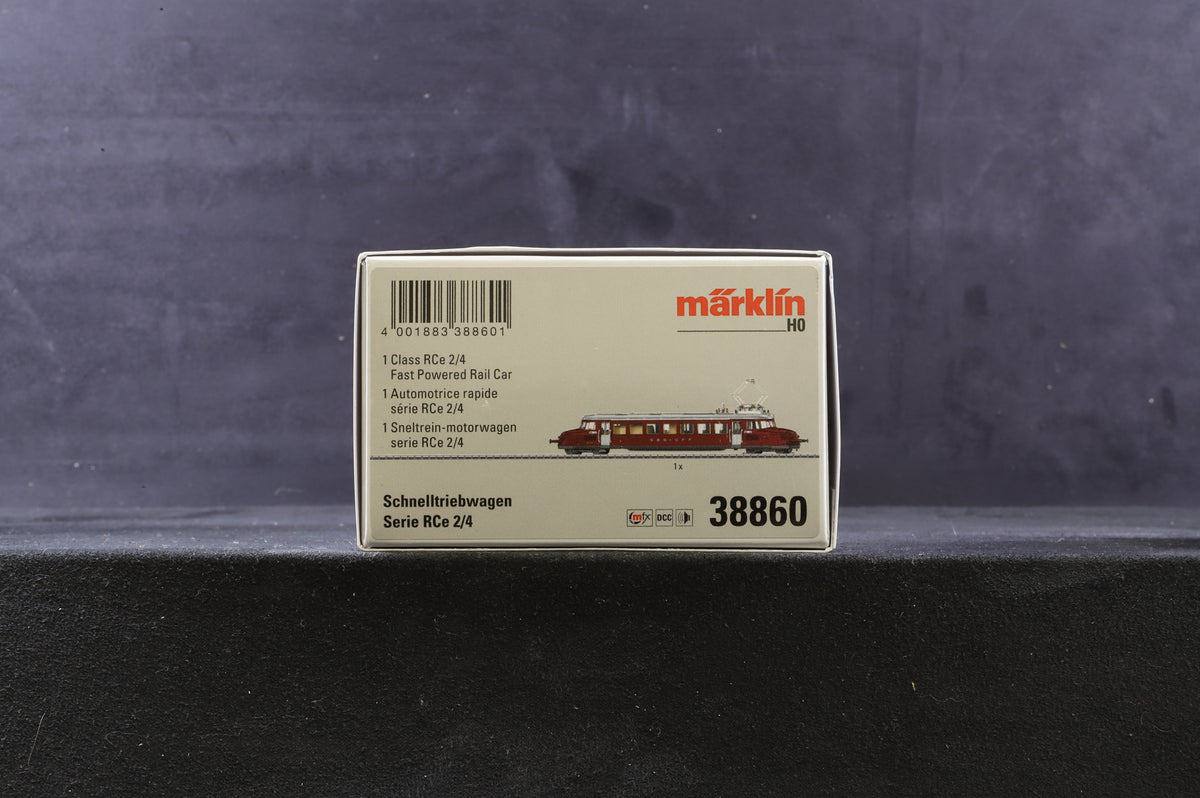 4 001883 388601
märklin
H0
1 Class RCe 2/4
Fast Powered Rail Car
1 Automotrice rapide
série RCe 2/4
1 Sneltrein-motorwagen
serie RCe 2/4
1x
Schnelltriebwagen
Serie RCe 2/4
mfx
DCC
38860